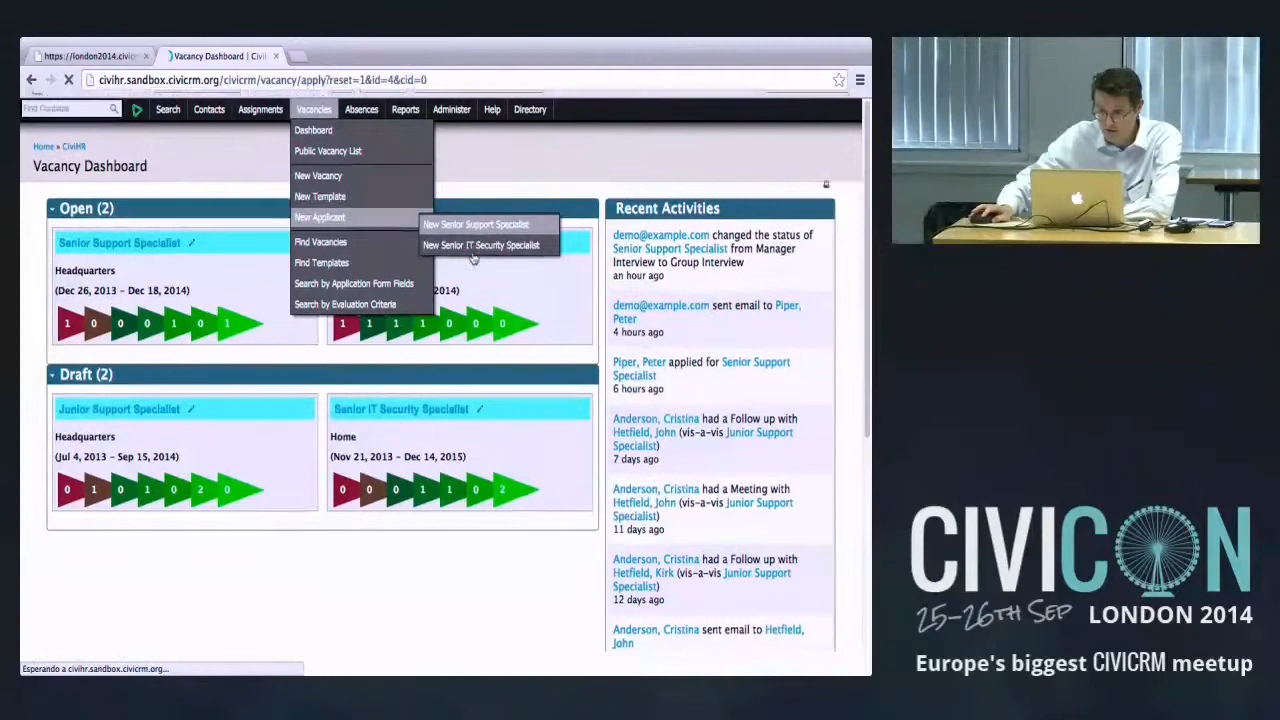 https://london2014.civicr
Vacancy Dashboard | Civil
civihr.sandbox.civicrm.org/civicrm/vacancy/apply?reset=1&id=4&cid=0
Find Contacts
Search
Contacts
Assignments
Vacancies
Absences
Reports
Administer
Help
Directory
Home » CiviHR
Vacancy Dashboard
Dashboard
Public Vacancy List
New Vacancy
New Template
New Applicant
Find Vacancies
Find Templates
Search by Application Form Fields
Search by Evaluation Criteria
New Senior Support Specialist
New Senior IT Security Specialist
Open (2)
Senior Support Specialist
Headquarters
(Dec 26, 2013 – Dec 18, 2014)
1 0 0 1 0 1
2014)
1 1 1 0 0 0
Draft (2)
Junior Support Specialist
Headquarters
(Jul 4, 2013 – Sep 15, 2014)
0 1 0 1 0 2 0
Senior IT Security Specialist
Home
(Nov 21, 2013 – Dec 14, 2015)
0 0 0 1 1 0 2
Recent Activities
demo@example.com changed the status of
Senior Support Specialist from Manager
Interview to Group Interview
an hour ago
demo@example.com sent email to Piper,
Peter
4 hours ago
Piper, Peter applied for Senior Support
Specialist
6 hours ago
Anderson, Cristina had a Follow up with
Hetfield, John (vis-a-vis Junior Support
Specialist)
7 days ago
Anderson, Cristina had a Meeting with
Hetfield, John (vis-a-vis Junior Support
Specialist)
11 days ago
Anderson, Cristina had a Follow up with
Hetfield, Kirk (vis-a-vis Junior Support
Specialist)
12 days ago
Anderson, Cristina sent email to Hetfield,
John
Esperando a civihr.sandbox.civicrm.org...
CIVICON
25-26TH SEP LONDON 2014
Europe's biggest CIVICRM meetup